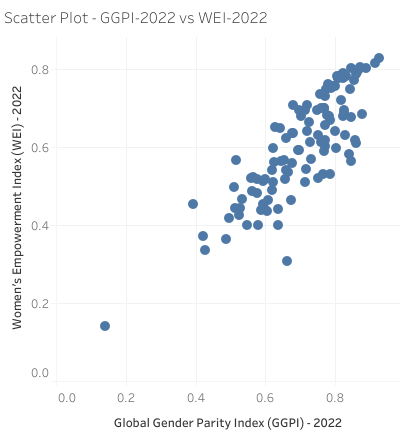 Scatter Plot - GGPI-2022 vs WEI-2022
Women's Empowerment Index (WEI) - 2022
0.8
0.6
0.4
0.2
0.0
0.0 0.2 0.4 0.6 0.8
Global Gender Parity Index (GGPI) - 2022